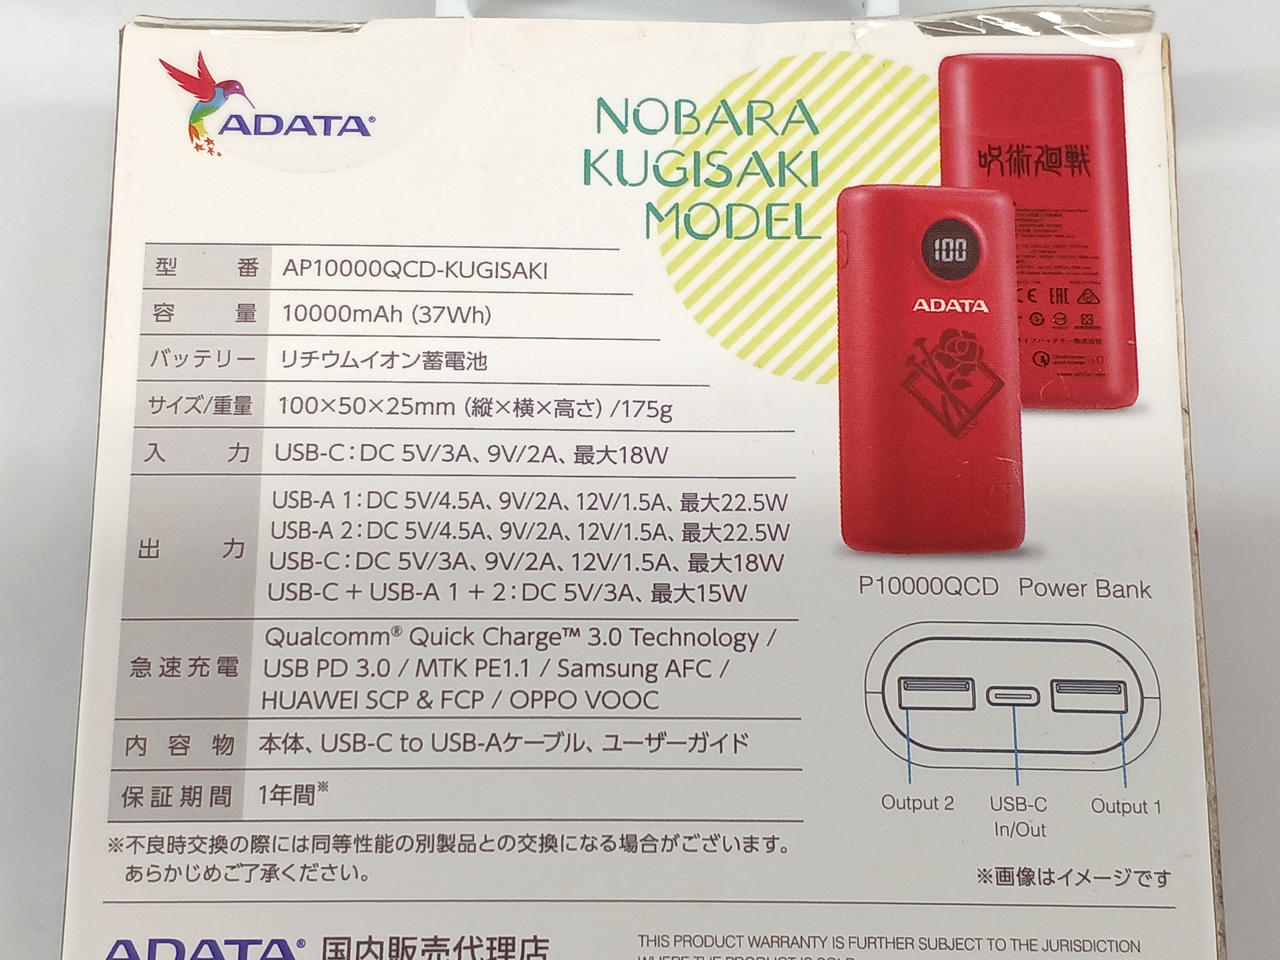 ADATA®
NOBARA
KUGISAKI
MODEL
呪術廻戦
100
ADATA
型番 AP10000QCD-KUGISAKI
容量 10000mAh (37Wh)
バッテリー リチウムイオン蓄電池
サイズ/重量 100×50×25mm (縦×横×高さ) /175g
入力 USB-C:DC 5V/3A、9V/2A、最大18W
出力 USB-A 1:DC 5V/4.5A、9V/2A、12V/1.5A、最大22.5W
USB-A 2:DC 5V/4.5A、9V/2A、12V/1.5A、最大22.5W
USB-C:DC 5V/3A、9V/2A、12V/1.5A、最大18W
USB-C + USB-A 1 + 2:DC 5V/3A、最大15W
急速充電 Qualcomm® Quick Charge™ 3.0 Technology /
USB PD 3.0 / MTK PE1.1 / Samsung AFC /
HUAWEI SCP & FCP / OPPO VOOC
内容物 本体、USB-C to USB-Aケーブル、ユーザーガイド
保証期間 1年間※
P10000QCD Power Bank
Output 2
USB-C
In/Out
Output 1
※不良時交換の際には同等性能の別製品との交換になる場合がございます。
あらかじめご了承ください。
※画像はイメージです
ADATA® 国内販売代理店
THIS PRODUCT WARRANTY IS FURTHER SUBJECT TO THE JURISDICTION
WHERE THE PRODUCT IS SOLD